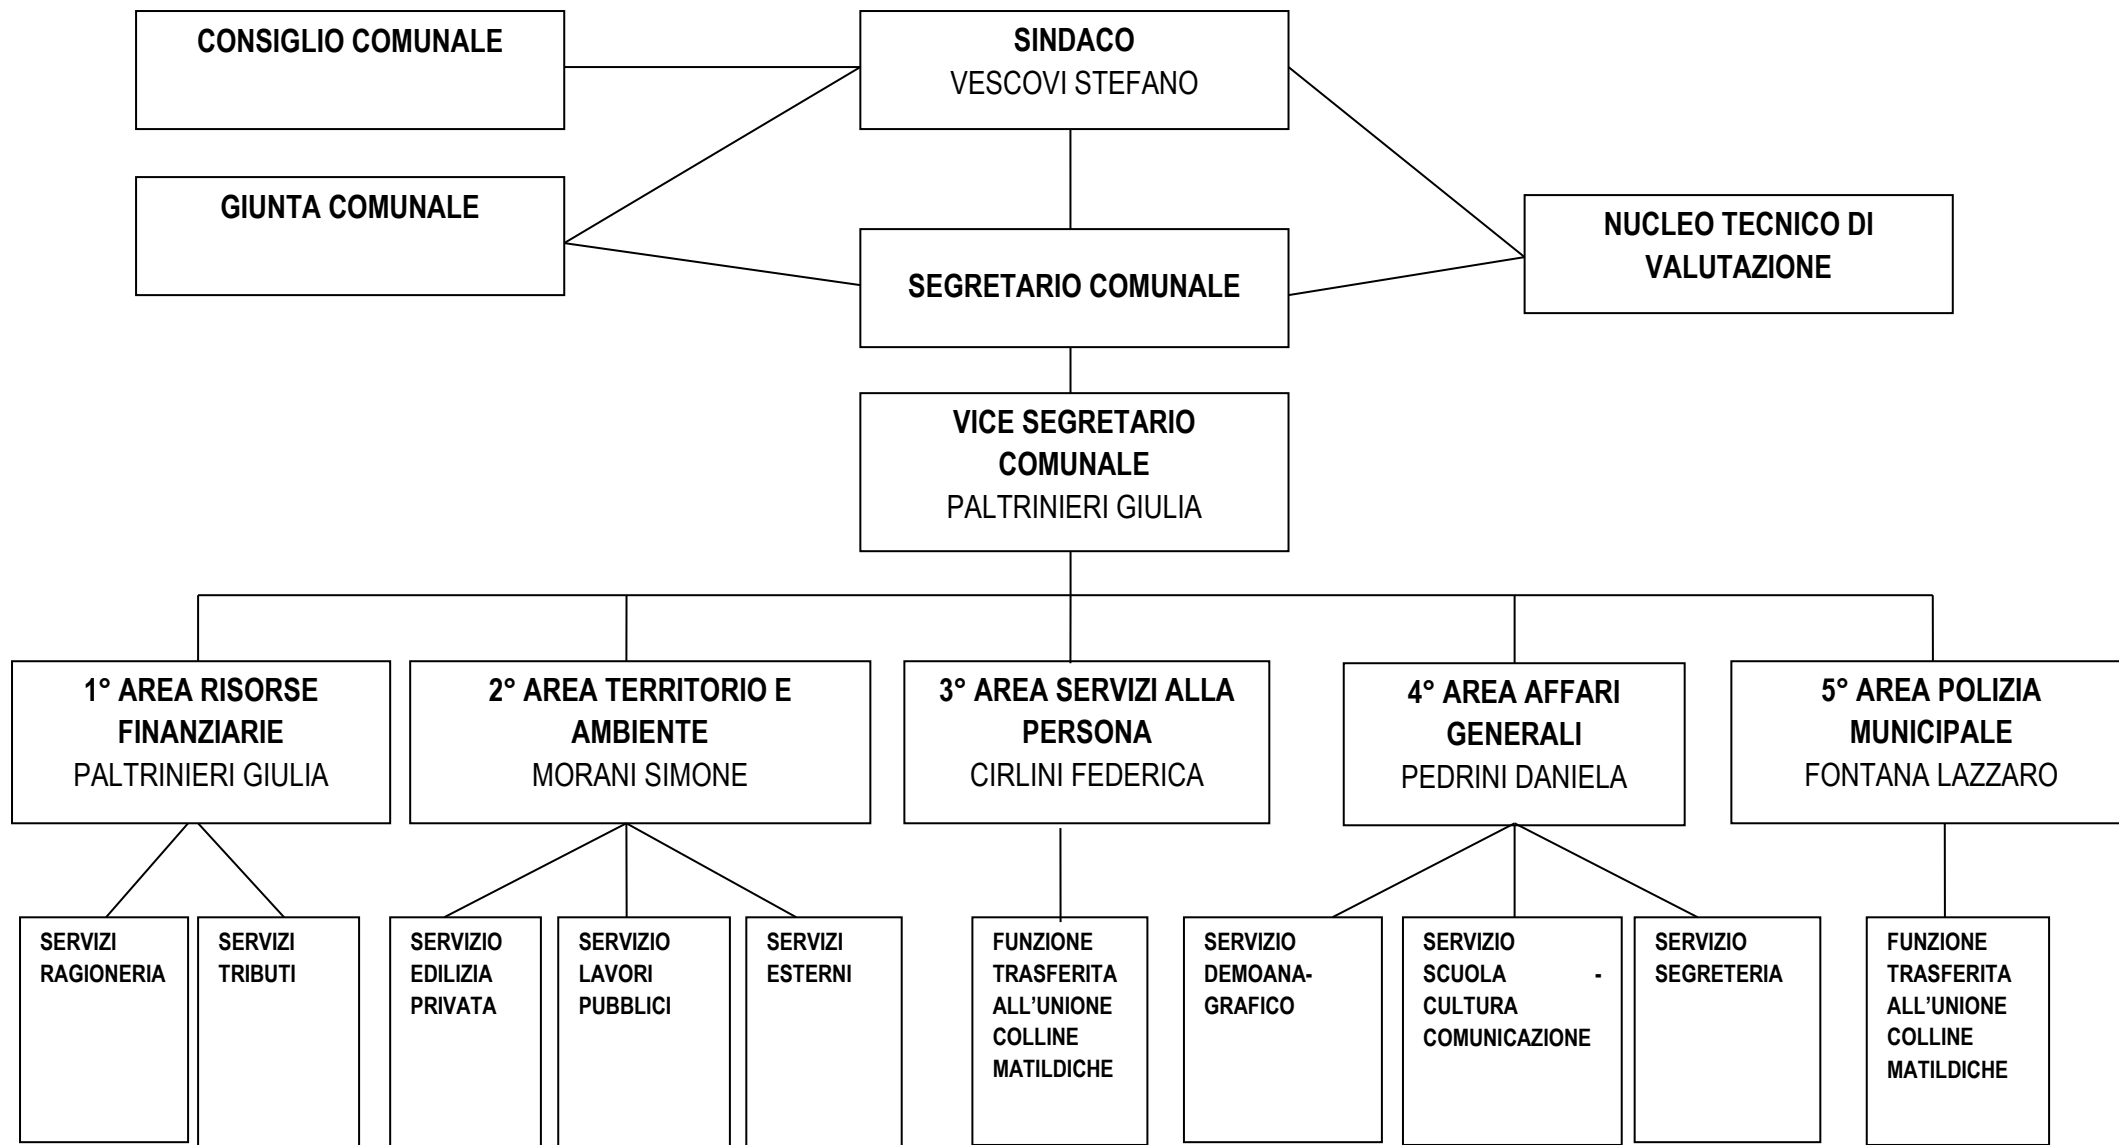 CONSIGLIO COMUNALE
SINDACO
VESCOVI STEFANO
GIUNTA COMUNALE
NUCLEO TECNICO DI
VALUTAZIONE
SEGRETARIO COMUNALE
VICE SEGRETARIO
COMUNALE
PALTRINIERI GIULIA
1° AREA RISORSE
FINANZIARIE
PALTRINIERI GIULIA
2° AREA TERRITORIO E
AMBIENTE
MORANI SIMONE
3° AREA SERVIZI ALLA
PERSONA
CIRLINI FEDERICA
4° AREA AFFARI
GENERALI
PEDRINI DANIELA
5° AREA POLIZIA
MUNICIPALE
FONTANA LAZZARO
SERVIZI
RAGIONERIA
SERVIZI
TRIBUTI
SERVIZIO
EDILIZIA
PRIVATA
SERVIZIO
LAVORI
PUBBLICI
SERVIZI
ESTERNI
FUNZIONE
TRASFERITA
ALL’UNIONE
COLLINE
MATILDICHE
SERVIZIO
DEMOANA-
GRAFICO
SERVIZIO
SCUOLA -
CULTURA
COMUNICAZIONE
SERVIZIO
SEGRETERIA
FUNZIONE
TRASFERITA
ALL’UNIONE
COLLINE
MATILDICHE